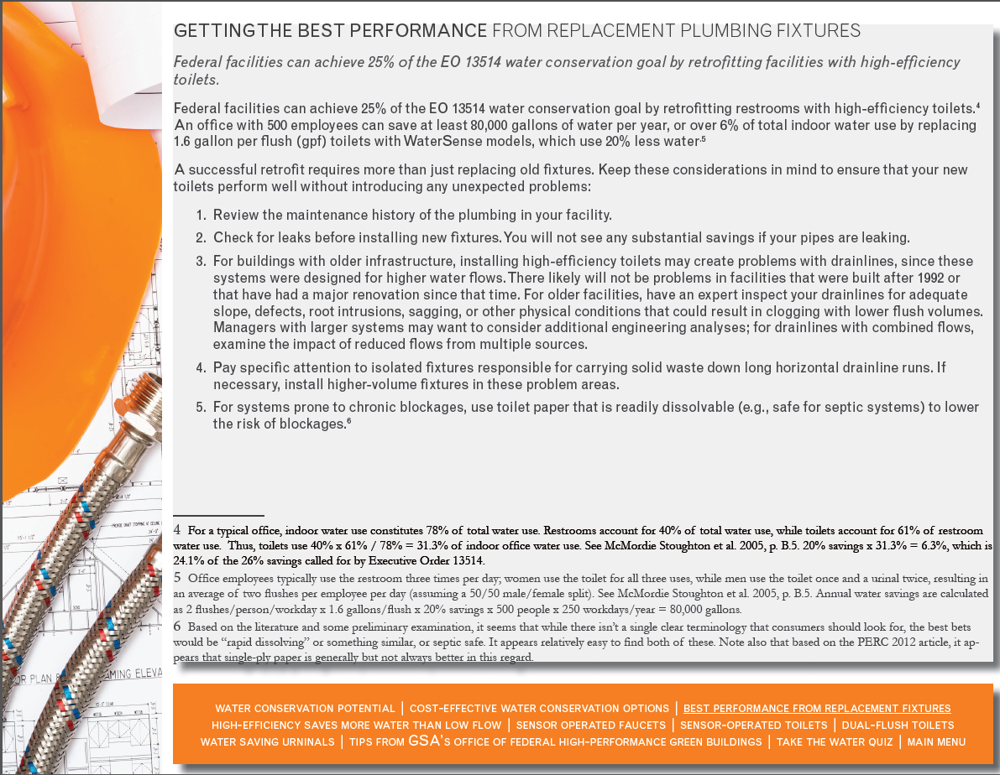 GETTING THE BEST PERFORMANCE FROM REPLACEMENT PLUMBING FIXTURES
Federal facilities can achieve 25% of the EO 13514 water conservation goal by retrofitting facilities with high-efficiency
toilets.
Federal facilities can achieve 25% of the EO 13514 water conservation goal by retrofitting restrooms with high-efficiency toilets.⁴
An office with 500 employees can save at least 80,000 gallons of water per year, or over 6% of total indoor water use by replacing
1.6 gallon per flush (gpf) toilets with WaterSense models, which use 20% less water.⁵
A successful retrofit requires more than just replacing old fixtures. Keep these considerations in mind to ensure that your new
toilets perform well without introducing any unexpected problems:
1. Review the maintenance history of the plumbing in your facility.
2. Check for leaks before installing new fixtures. You will not see any substantial savings if your pipes are leaking.
3. For buildings with older infrastructure, installing high-efficiency toilets may create problems with drainlines, since these
systems were designed for higher water flows. There likely will not be problems in facilities that were built after 1992 or
that have had a major renovation since that time. For older facilities, have an expert inspect your drainlines for adequate
slope, defects, root intrusions, sagging, or other physical conditions that could result in clogging with lower flush volumes.
Managers with larger systems may want to consider additional engineering analyses; for drainlines with combined flows,
examine the impact of reduced flows from multiple sources.
4. Pay specific attention to isolated fixtures responsible for carrying solid waste down long horizontal drainline runs. If
necessary, install higher-volume fixtures in these problem areas.
5. For systems prone to chronic blockages, use toilet paper that is readily dissolvable (e.g., safe for septic systems) to lower
the risk of blockages.⁶
4 For a typical office, indoor water use constitutes 78% of total water use. Restrooms account for 40% of total water use, while toilets account for 61% of restroom
water use. Thus, toilets use 40% x 61% / 78% = 31.3% of indoor office water use. See McMordie Stoughton et al. 2005, p. B.5. 20% savings x 31.3% = 6.3%, which is
24.1% of the 26% savings called for by Executive Order 13514.
5 Office employees typically use the restroom three times per day; women use the toilet for all three uses, while men use the toilet once and a urinal twice, resulting in
an average of two flushes per employee per day (assuming a 50/50 male/female split). See McMordie Stoughton et al. 2005, p. B.5. Annual water savings are calculated
as 2 flushes/person/workday x 1.6 gallons/flush x 20% savings x 500 people x 250 workdays/year = 80,000 gallons.
6 Based on the literature and some preliminary examination, it seems that while there isn't a single clear terminology that consumers should look for, the best bets
would be "rapid dissolving" or something similar, or septic safe. It appears relatively easy to find both of these. Note also that based on the PERC 2012 article, it ap-
pears that single-ply paper is generally but not always better in this regard.
WATER CONSERVATION POTENTIAL | COST-EFFECTIVE WATER CONSERVATION OPTIONS | BEST PERFORMANCE FROM REPLACEMENT FIXTURES
HIGH-EFFICIENCY SAVES MORE WATER THAN LOW FLOW | SENSOR OPERATED FAUCETS | SENSOR-OPERATED TOILETS | DUAL-FLUSH TOILETS
WATER SAVING URNINALS | TIPS FROM GSA'S OFFICE OF FEDERAL HIGH-PERFORMANCE GREEN BUILDINGS | TAKE THE WATER QUIZ | MAIN MENU